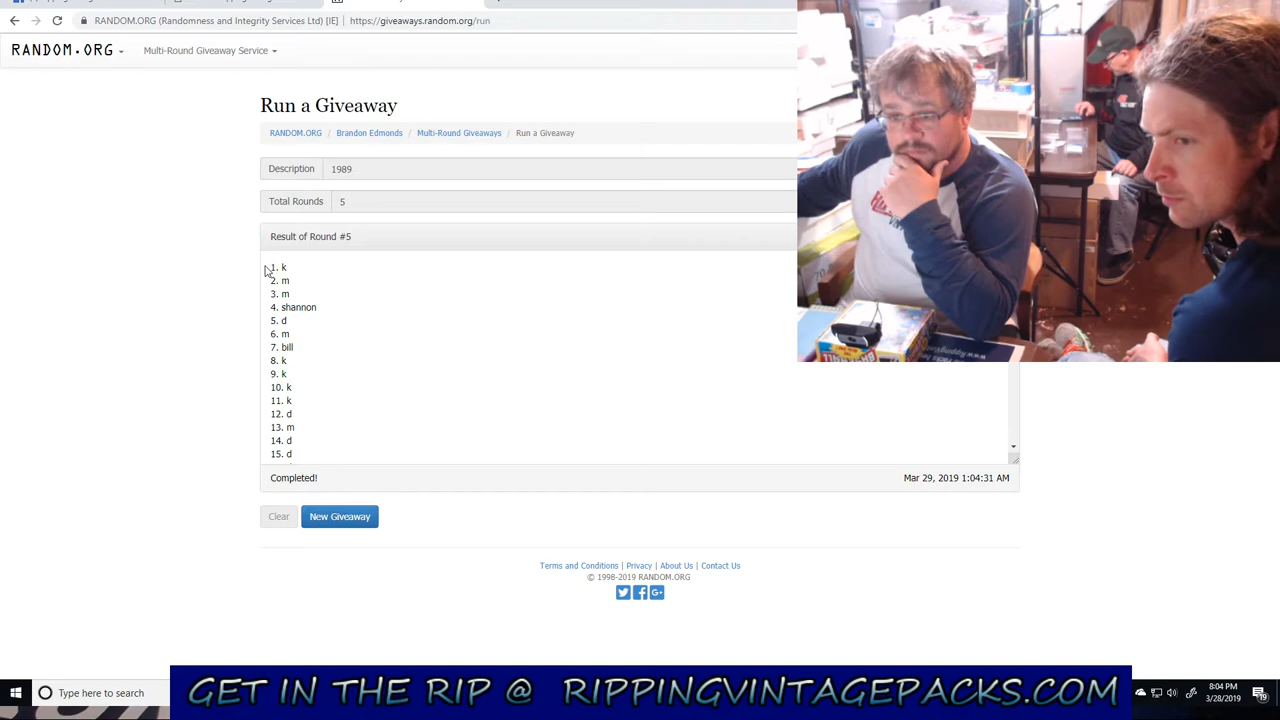 RANDOM.ORG (Randomness and Integrity Services Ltd) [IE] | https://giveaways.random.org/run
RANDOM.ORG Multi-Round Giveaway Service
Run a Giveaway
RANDOM.ORG / Brandon Edmonds / Multi-Round Giveaways / Run a Giveaway
Description 1989
Total Rounds 5
Result of Round #5
1. k
2. m
3. m
4. shannon
5. d
6. m
7. bill
8. k
9. k
10. k
11. k
12. d
13. m
14. d
15. d
Completed! Mar 29, 2019 1:04:31 AM
Clear New Giveaway
Terms and Conditions | Privacy | About Us | Contact Us
© 1998-2019 RANDOM.ORG
GET IN THE RIP @ RIPPINGVINTAGEPACKS.COM
Type here to search
8:04 PM
3/28/2019
19